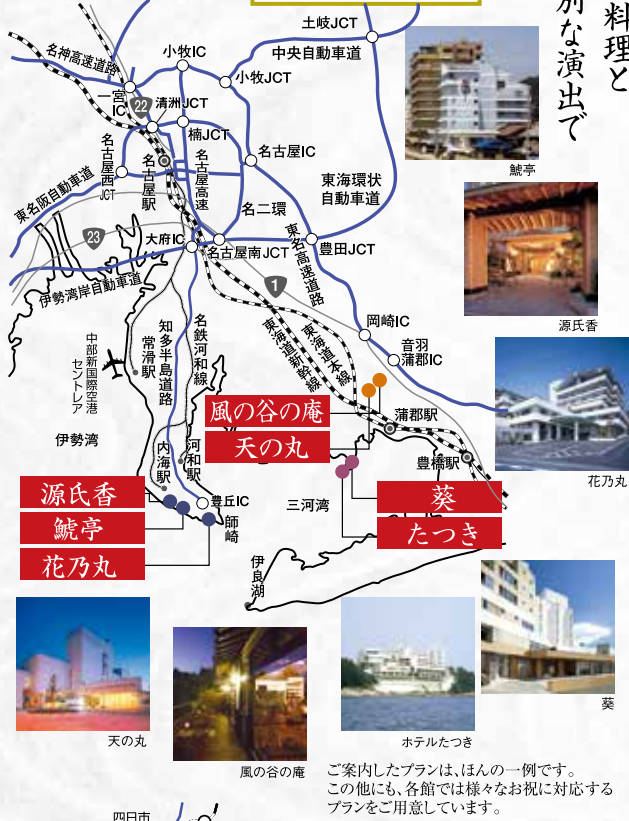 料理と
別な演出で
土岐JCT
小牧IC
中央自動車道
名神高速道路
小牧JCT
一宮IC
22
清洲JCT
楠JCT
名古屋IC
名古屋西JCT
名古屋駅
名古屋高速
東海環状
自動車道
東名阪自動車道
名二環
23
大府IC
名古屋南JCT
東名高速道路
豊田JCT
伊勢湾岸自動車道
1
岡崎IC
音羽
蒲郡IC
中部新国際空港
セントレア
常滑駅
知多半島道路
名鉄河和線
東海道新幹線
東海道本線
伊勢湾
内海駅
河和駅
風の谷の庵
天の丸
蒲郡駅
豊橋駅
源氏香
鯱亭
花乃丸
豊丘IC
師崎
三河湾
葵
たつき
伊良湖
鯱亭
源氏香
花乃丸
天の丸
風の谷の庵
ホテルたつき
葵
ご案内したプランは、ほんの一例です。
この他にも、各館では様々なお祝に対応する
プランをご用意しています。
四日市